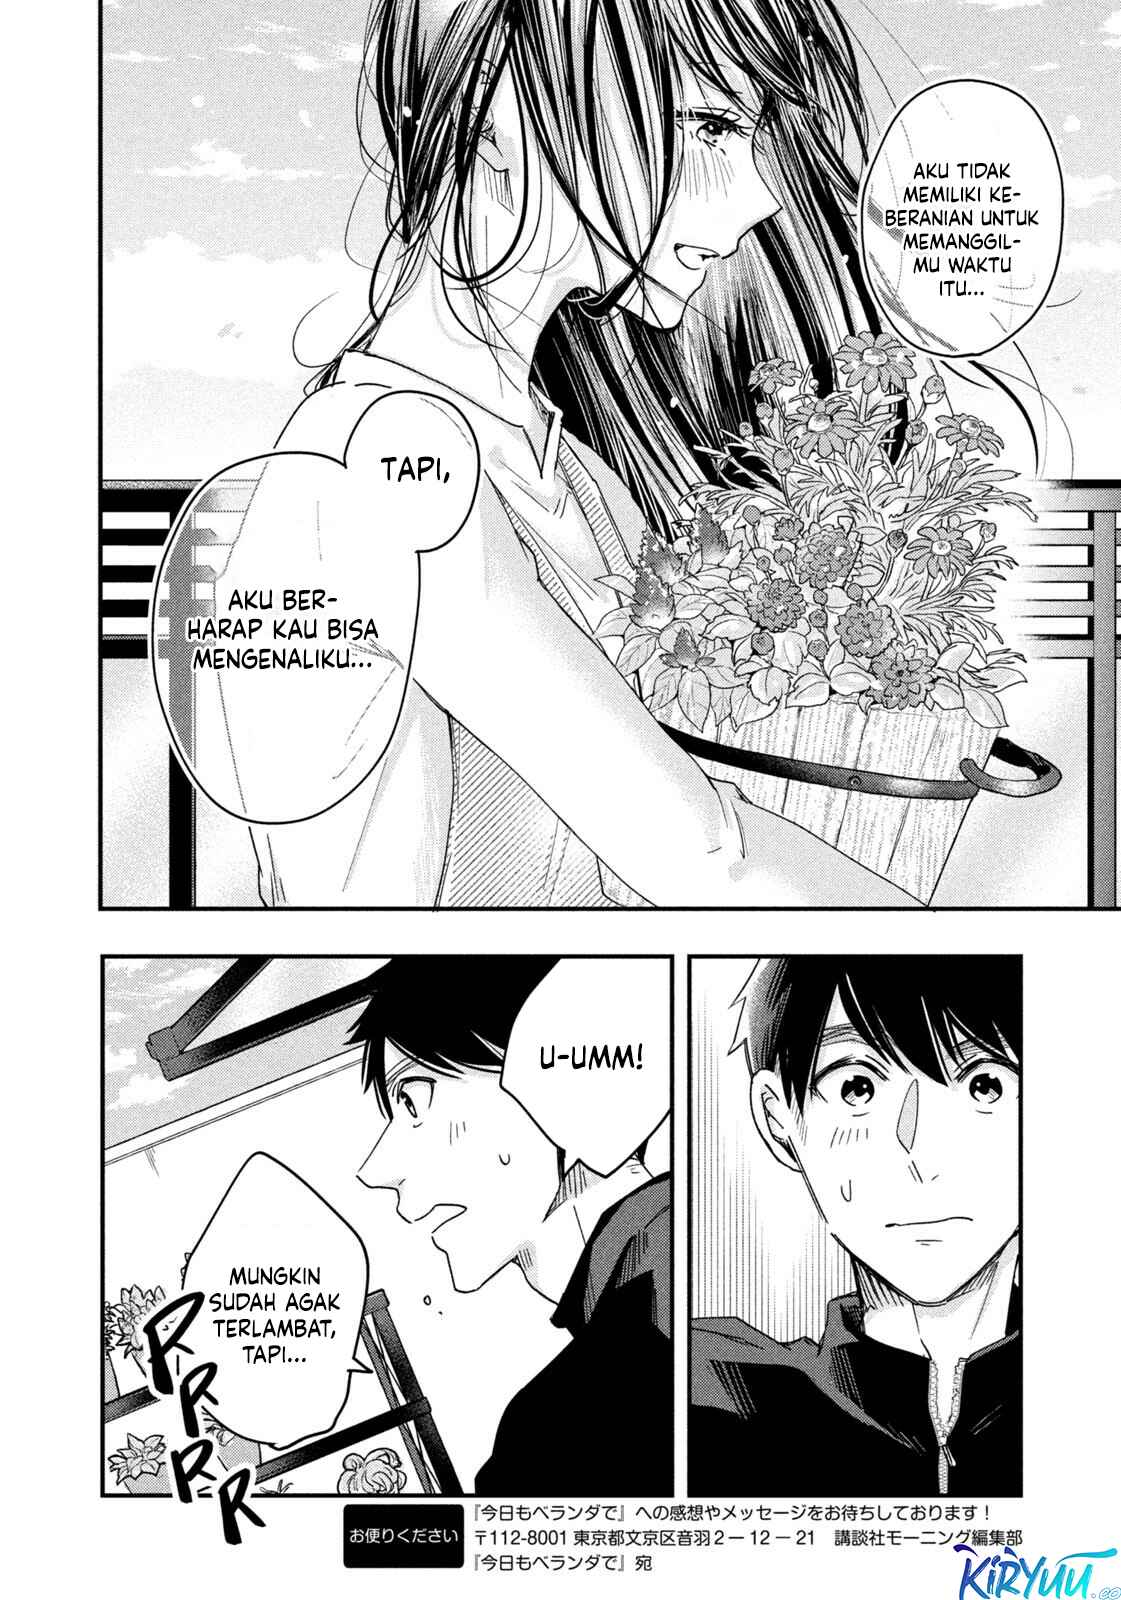 AKU TIDAK
MEMILIKI KE-
BERANIAN UNTUK
MEMANGGIL-
MU WAKTU
ITU...
TAPI,
AKU BER-
HARAP KAU BISA
MENGENALIKU...
U-UMM!
MUNGKIN
SUDAH AGAK
TERLAMBAT,
TAPI...
R
R
R
R
R
お便りください
『今日もベランダで』への感想やメッセージをお待ちしております！
〒112-8001 東京都文京区音羽2－12－21 講談社モーニング編集部
『今日もベランダで』宛
KIRYUU.co